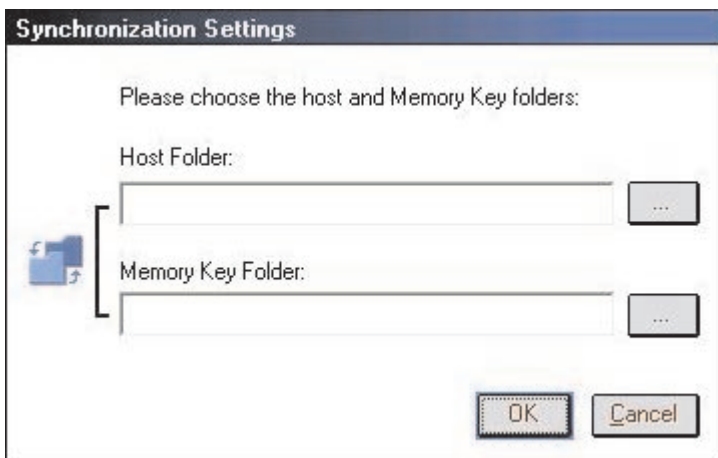 Synchronization Settings
Please choose the host and Memory Key folders:
Host Folder:
...
Memory Key Folder:
...
OK Cancel